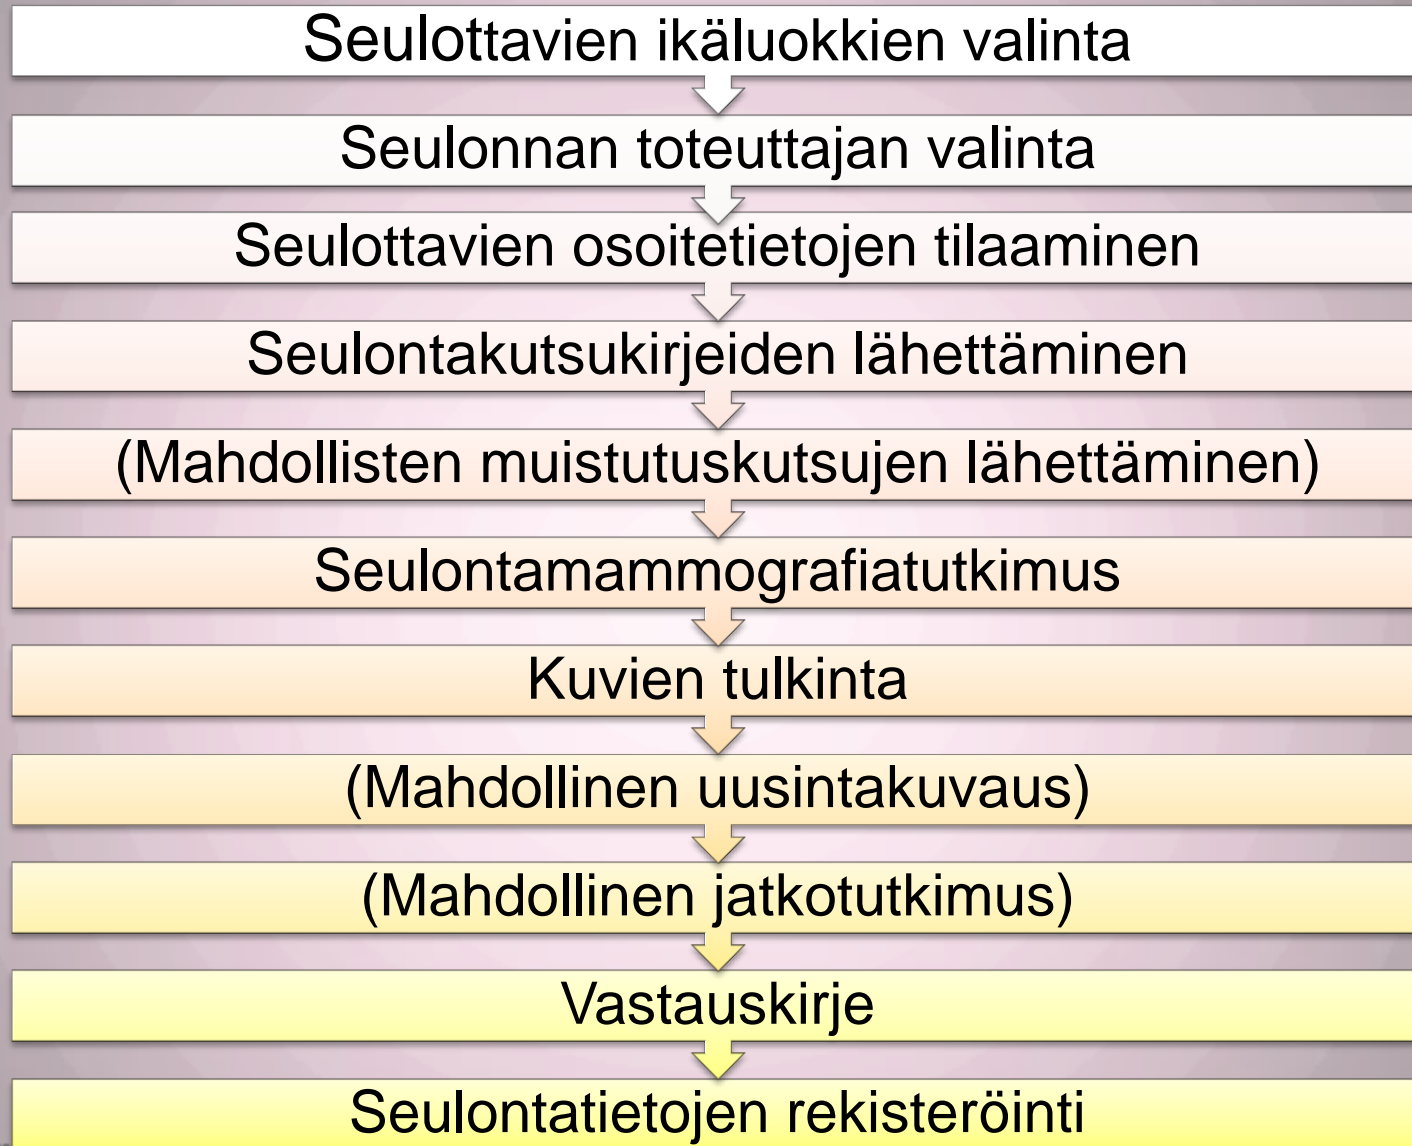 Seulottavien ikäluokkien valinta
Seulonnan toteuttajan valinta
Seulottavien osoitetietojen tilaaminen
Seulontakutsukirjeiden lähettäminen
(Mahdollisten muistutuskutsujen lähettäminen)
Seulontamammografiatutkimus
Kuvien tulkinta
(Mahdollinen uusintakuvaus)
(Mahdollinen jatkotutkimus)
Vastauskirje
Seulontatietojen rekisteröinti